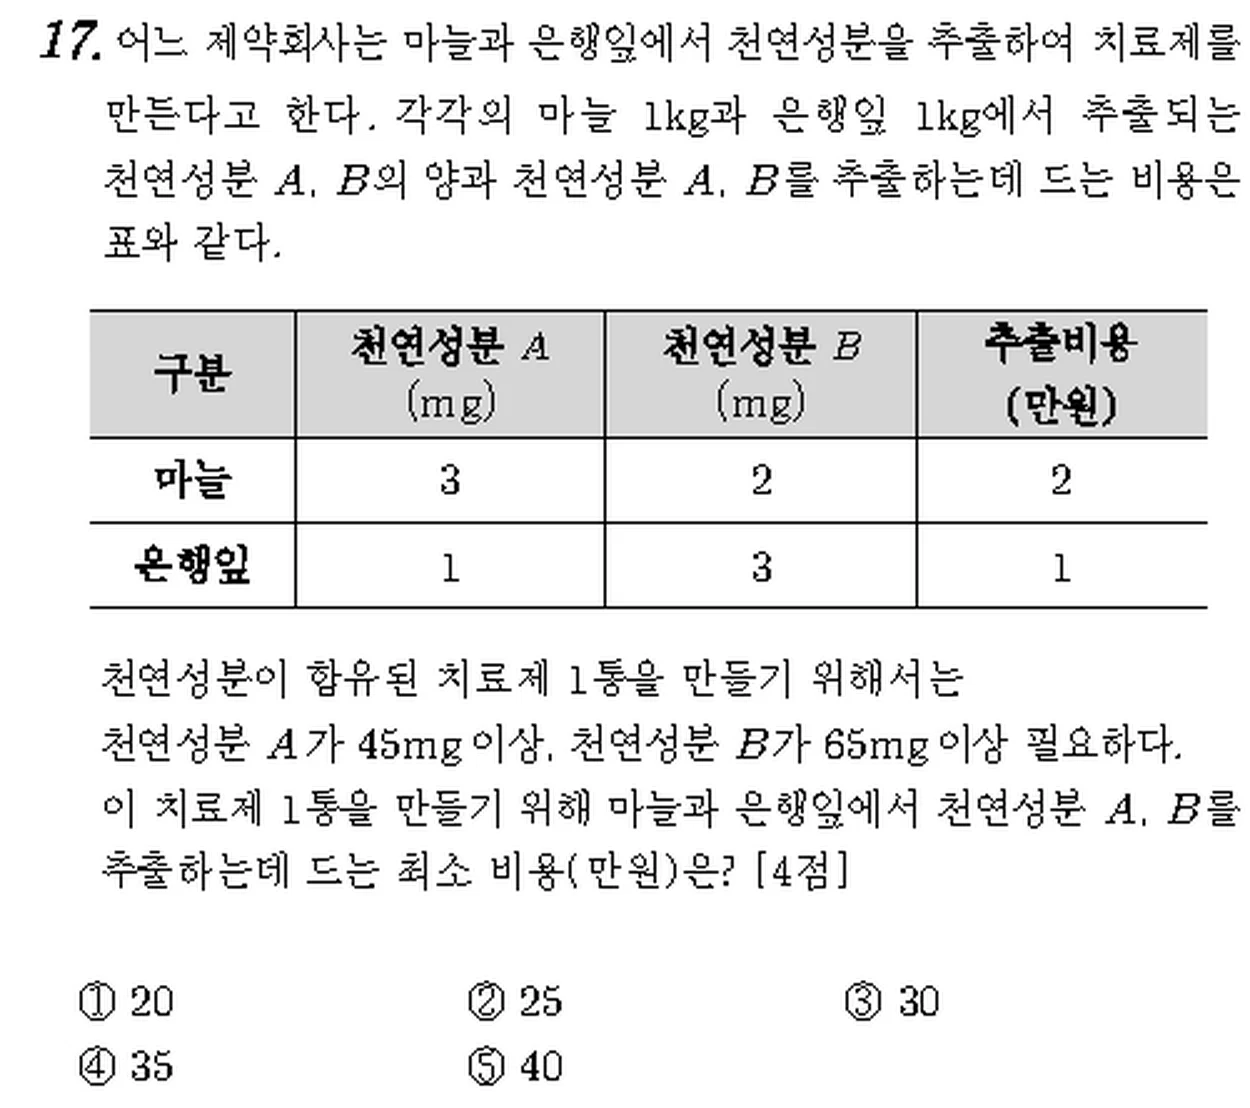 17. 어느 제약회사는 마늘과 은행잎에서 천연성분을 추출하여 치료제를
만든다고 한다. 각각의 마늘 1kg과 은행잎 1kg에서 추출되는
천연성분 A, B의 양과 천연성분 A, B를 추출하는데 드는 비용은
표와 같다.
구분 천연성분 A (mg) 천연성분 B (mg) 추출비용 (만원)
마늘 3 2 2
은행잎 1 3 1
천연성분이 함유된 치료제 1통을 만들기 위해서는
천연성분 A가 45mg이상, 천연성분 B가 65mg이상 필요하다.
이 치료제 1통을 만들기 위해 마늘과 은행잎에서 천연성분 A, B를
추출하는데 드는 최소 비용(만원)은? [4점]
① 20 ② 25 ③ 30
④ 35 ⑤ 40